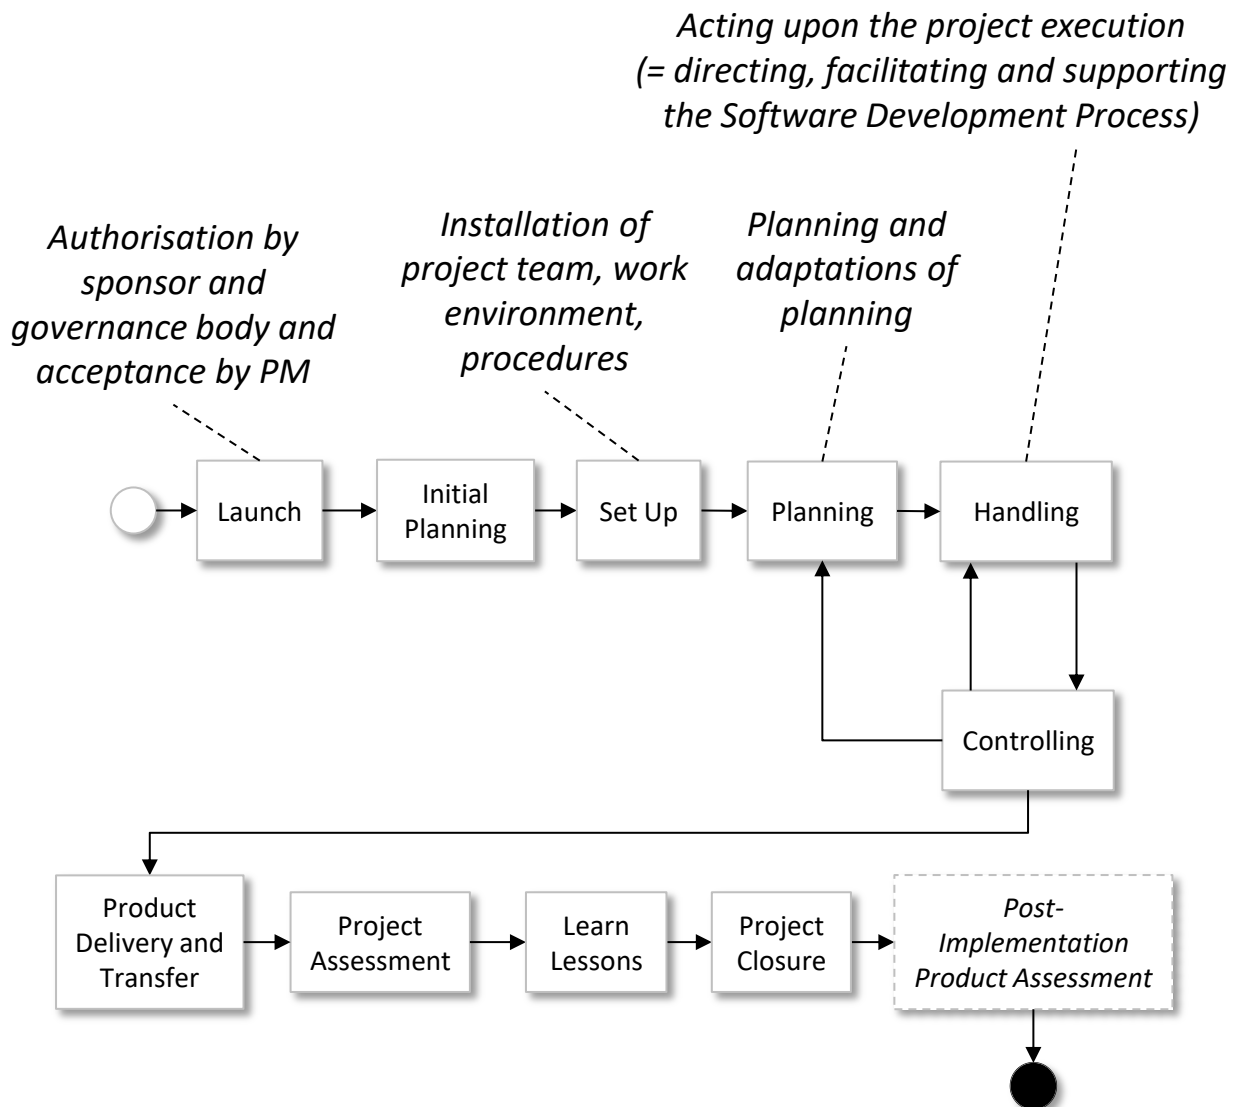 Acting upon the project execution
(= directing, facilitating and supporting
the Software Development Process)
Authorisation by
sponsor and
governance body and
acceptance by PM
Installation of
project team, work
environment,
procedures
Planning and
adaptations of
planning
Launch
Initial
Planning
Set Up
Planning
Handling
Controlling
Product
Delivery and
Transfer
Project
Assessment
Learn
Lessons
Project
Closure
Post-
Implementation
Product Assessment